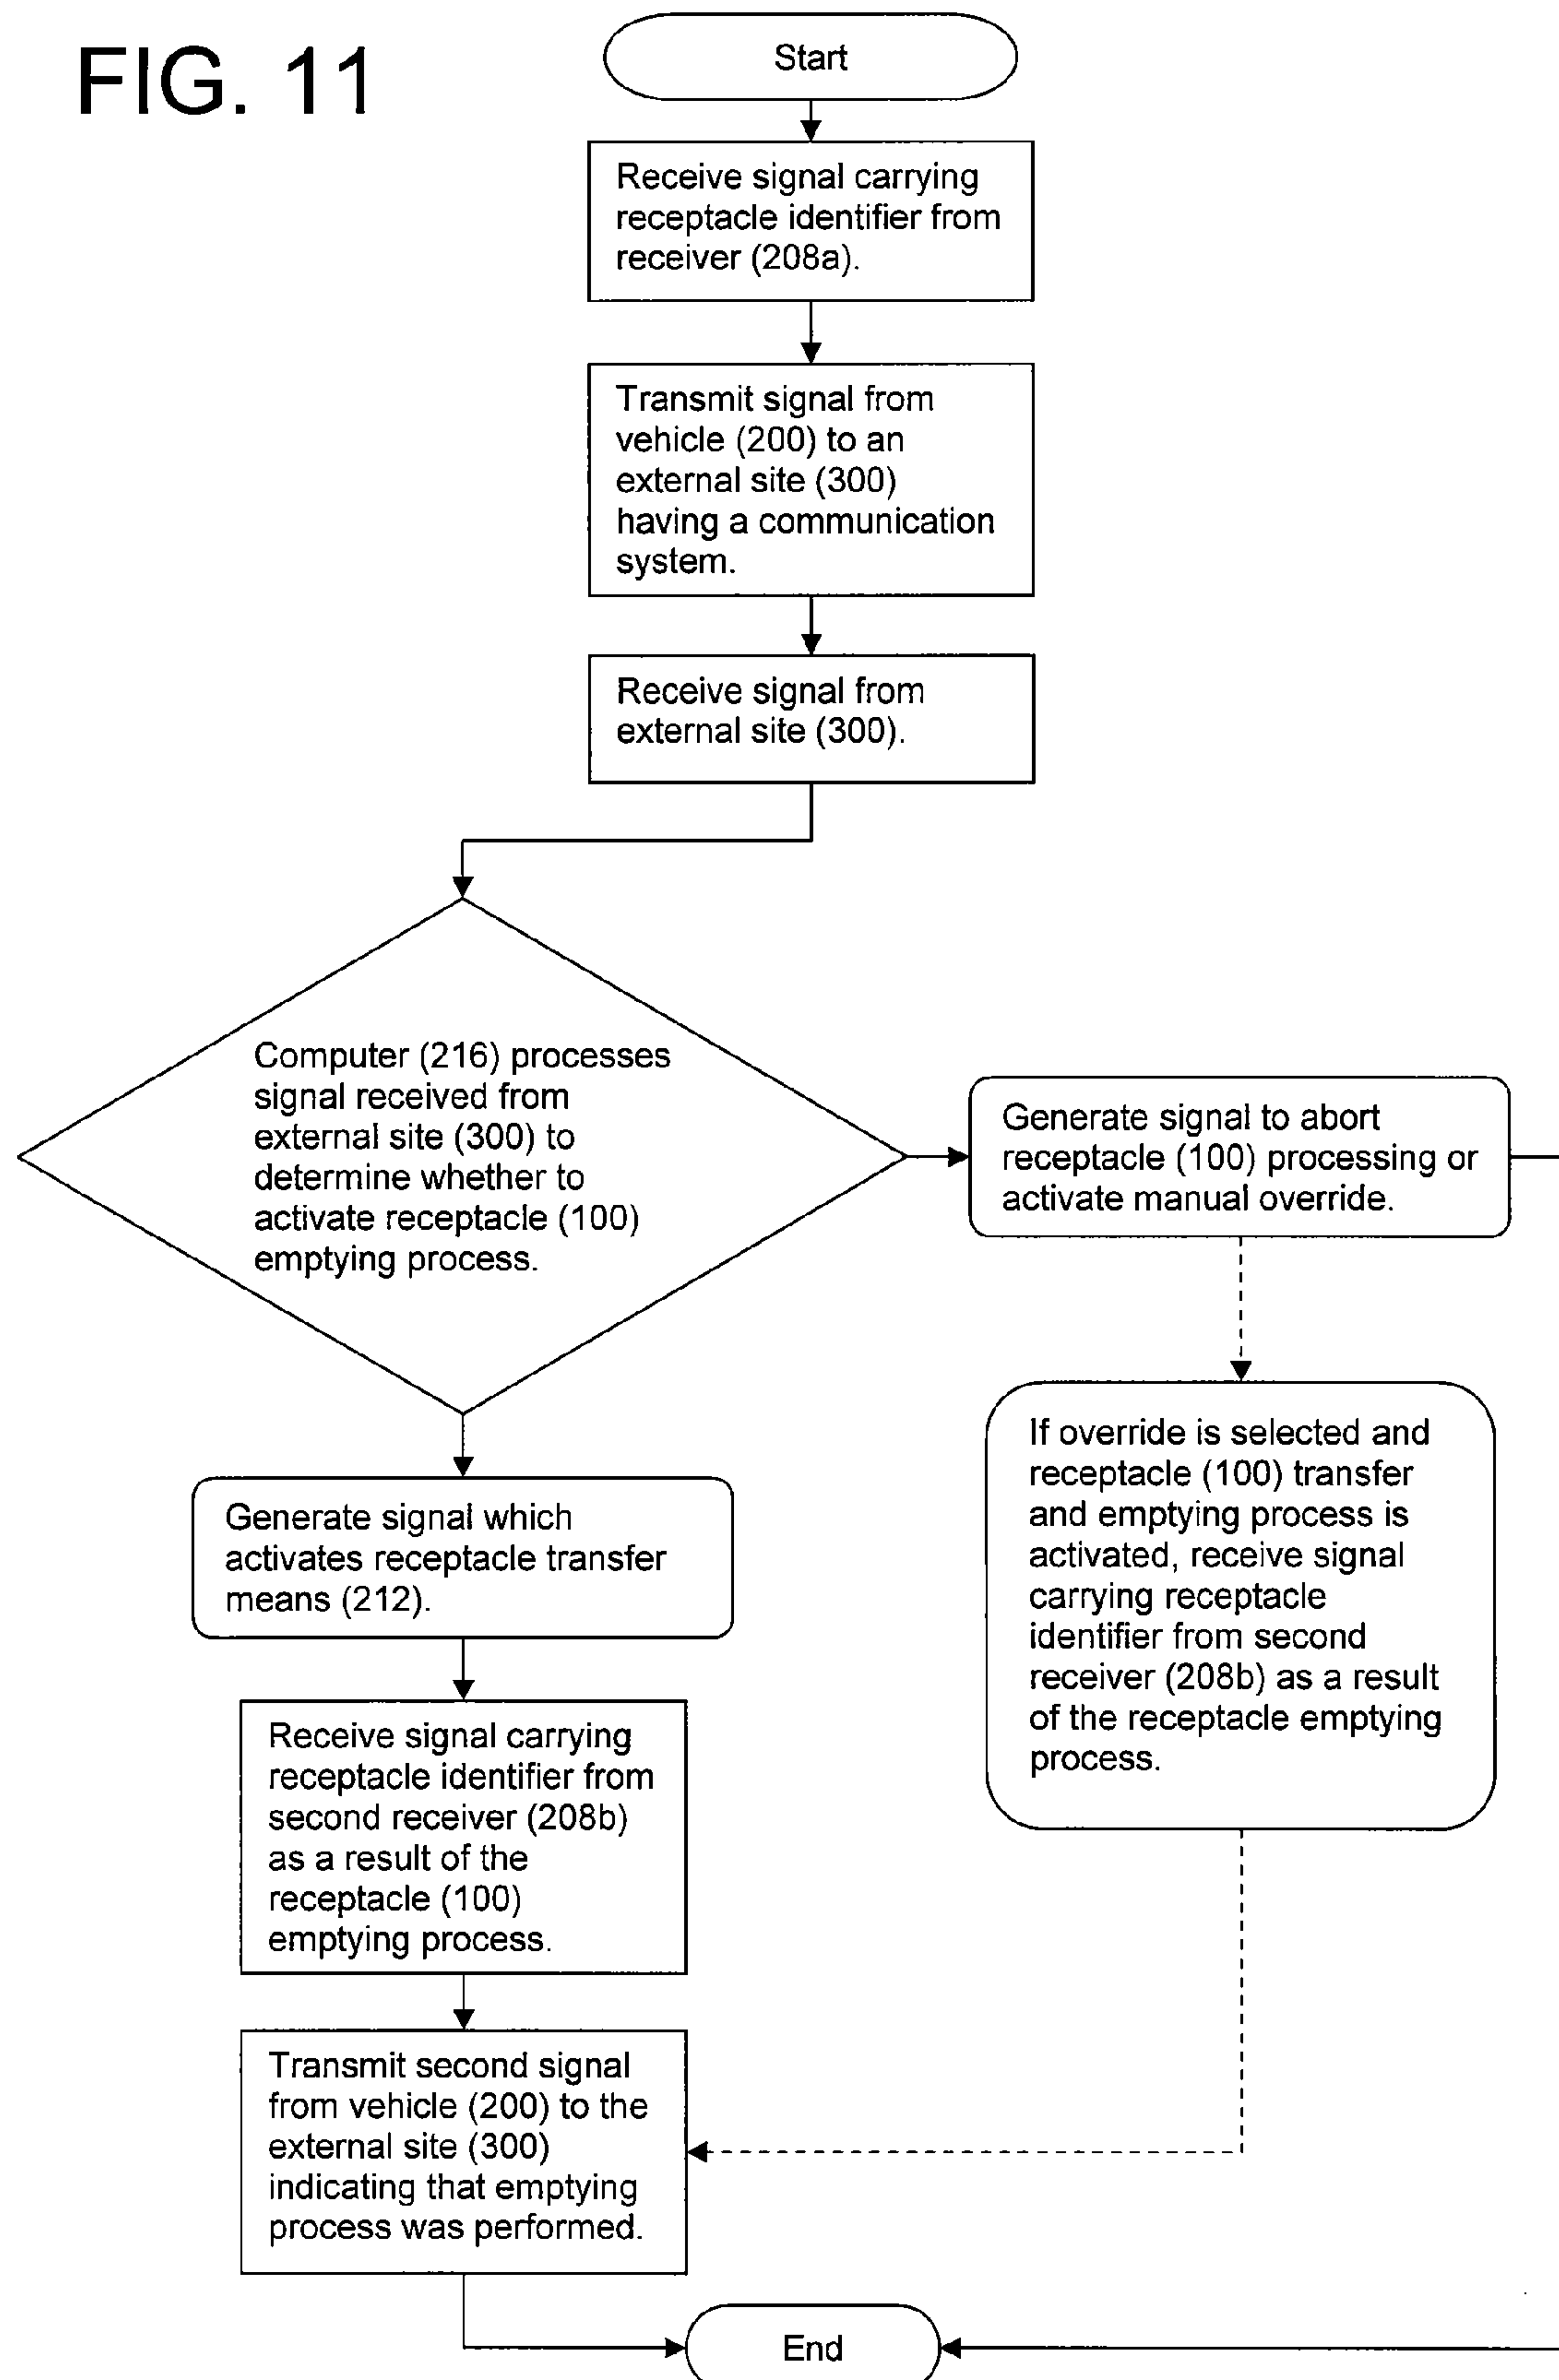 FIG. 11
Start
Receive signal carrying
receptacle identifier from
receiver (208a).
Transmit signal from
vehicle (200) to an
external site (300)
having a communication
system.
Receive signal from
external site (300).
Computer (216) processes
signal received from
external site (300) to
determine whether to
activate receptacle (100)
emptying process.
Generate signal to abort
receptacle (100) processing or
activate manual override.
If override is selected and
receptacle (100) transfer
and emptying process is
activated, receive signal
carrying receptacle
identifier from second
receiver (208b) as a result
of the receptacle emptying
process.
Generate signal which
activates receptacle transfer
means (212).
Receive signal carrying
receptacle identifier from
second receiver (208b)
as a result of the
receptacle (100)
emptying process.
Transmit second signal
from vehicle (200) to the
external site (300)
indicating that emptying
process was performed.
End